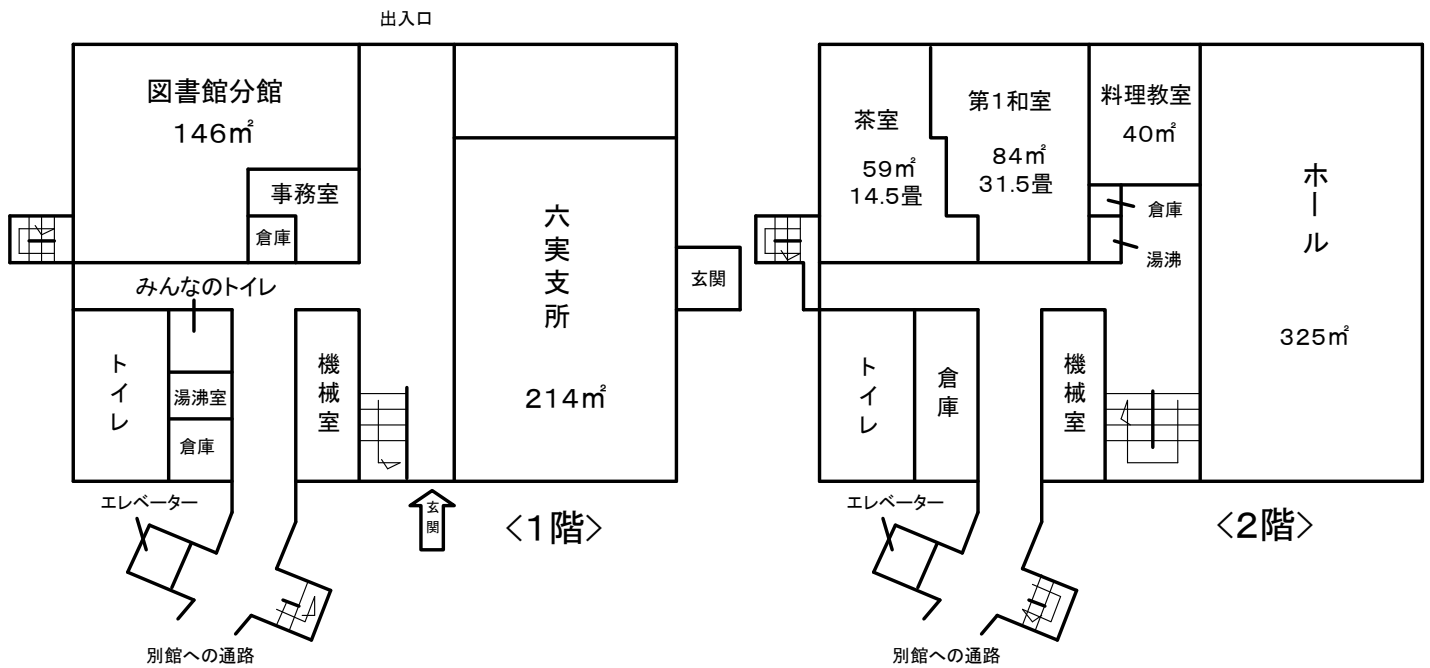 出入口
図書館分館
146㎡
事務室
倉庫
みんなのトイレ
トイレ
湯沸室
倉庫
機械室
六実支所
214㎡
玄関
玄関
エレベーター
別館への通路
<1階>
茶室
59㎡
14.5畳
第1和室
84㎡
31.5畳
料理教室
40㎡
倉庫
湯沸
ホール
325㎡
トイレ
倉庫
機械室
エレベーター
別館への通路
<2階>